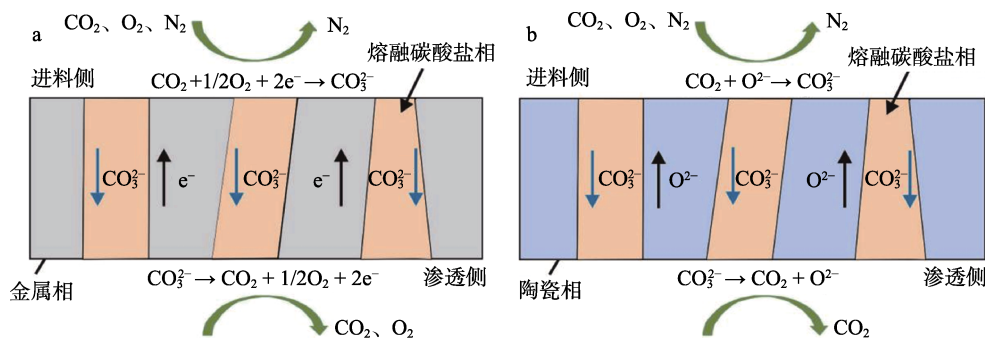 a
CO₂、O₂、N₂
N₂
熔融碳酸盐相
进料侧
CO₂ +1/2O₂ + 2e⁻ → CO₃²⁻
CO₃²⁻
e⁻
CO₃²⁻
e⁻
CO₃²⁻
CO₃²⁻ → CO₂ + 1/2O₂ + 2e⁻
渗透侧
金属相
CO₂、O₂
b
CO₂、O₂、N₂
N₂
熔融碳酸盐相
进料侧
CO₂ + O²⁻ → CO₃²⁻
CO₃²⁻
O²⁻
CO₃²⁻
O²⁻
CO₃²⁻
CO₃²⁻ → CO₂ + O²⁻
渗透侧
陶瓷相
CO₂